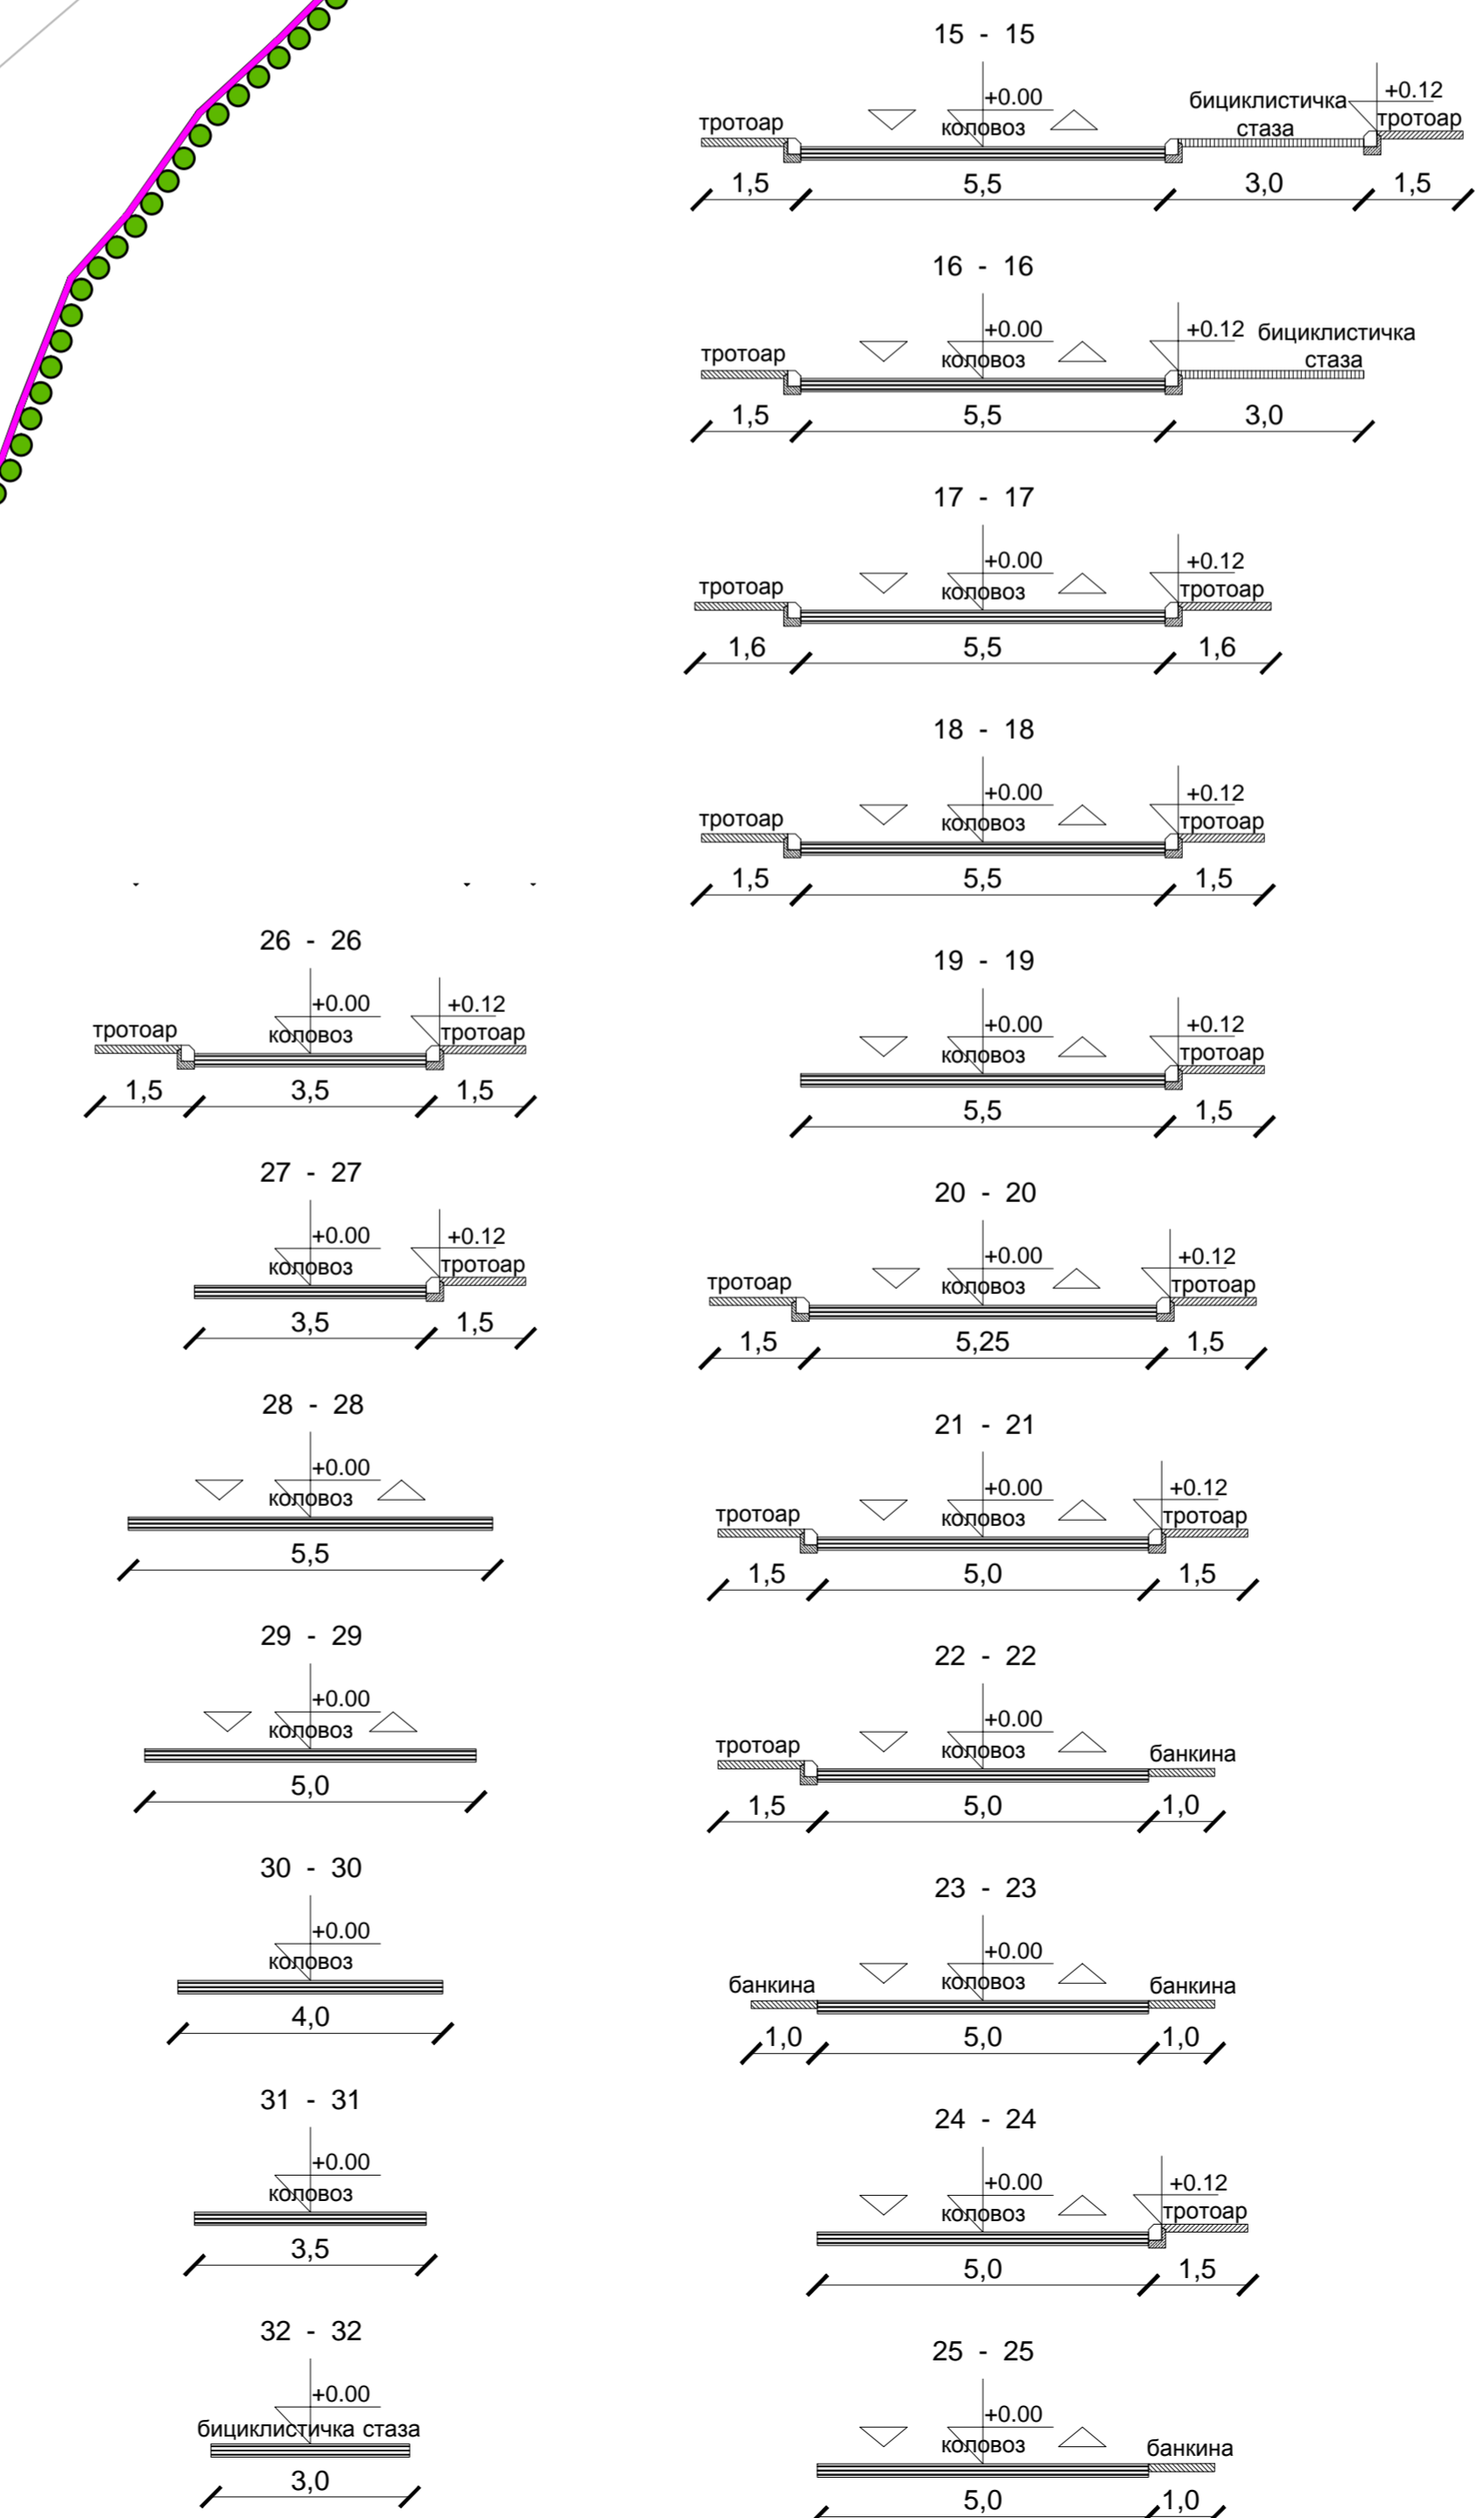 15 - 15
+0.00
+0.12
бициклистичка
стаза
тротоар
коловоз
тротоар
1,5 5,5 3,0 1,5
16 - 16
+0.00
+0.12
бициклистичка
стаза
тротоар
коловоз
1,5 5,5 3,0
17 - 17
+0.00
+0.12
тротоар
коловоз
тротоар
1,6 5,5 1,6
18 - 18
+0.00
+0.12
тротоар
коловоз
тротоар
1,5 5,5 1,5
19 - 19
+0.00
+0.12
коловоз
тротоар
5,5 1,5
20 - 20
+0.00
+0.12
тротоар
коловоз
тротоар
1,5 5,25 1,5
21 - 21
+0.00
+0.12
тротоар
коловоз
тротоар
1,5 5,0 1,5
22 - 22
+0.00
тротоар
коловоз
банкина
1,5 5,0 1,0
23 - 23
+0.00
банкина
коловоз
банкина
1,0 5,0 1,0
24 - 24
+0.00
+0.12
коловоз
тротоар
5,0 1,5
25 - 25
+0.00
коловоз
банкина
5,0 1,0
26 - 26
+0.00
+0.12
тротоар
коловоз
тротоар
1,5 3,5 1,5
27 - 27
+0.00
+0.12
коловоз
тротоар
3,5 1,5
28 - 28
+0.00
коловоз
5,5
29 - 29
+0.00
коловоз
5,0
30 - 30
+0.00
коловоз
4,0
31 - 31
+0.00
коловоз
3,5
32 - 32
+0.00
бициклистичка стаза
3,0